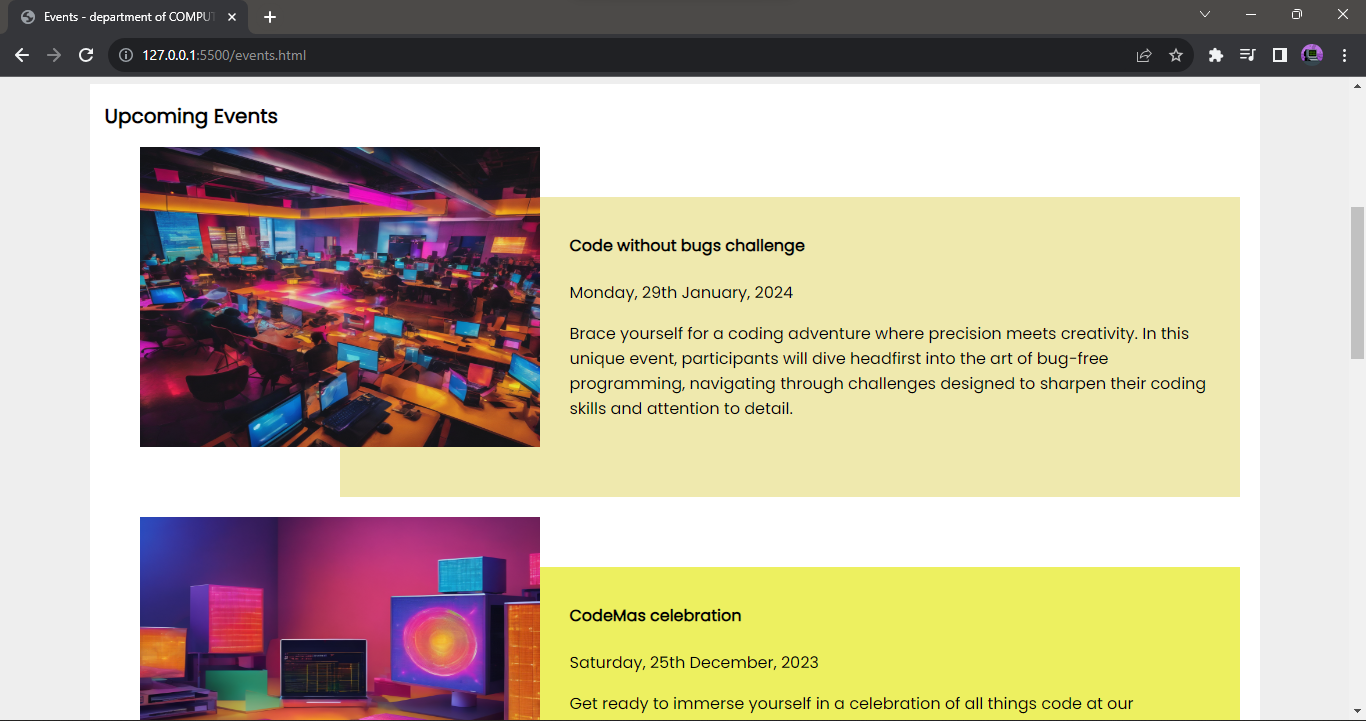 Events - department of COMPUT
127.0.0.1:5500/events.html
Upcoming Events
Code without bugs challenge
Monday, 29th January, 2024
Brace yourself for a coding adventure where precision meets creativity. In this
unique event, participants will dive headfirst into the art of bug-free
programming, navigating through challenges designed to sharpen their coding
skills and attention to detail.
CodeMas celebration
Saturday, 25th December, 2023
Get ready to immerse yourself in a celebration of all things code at our